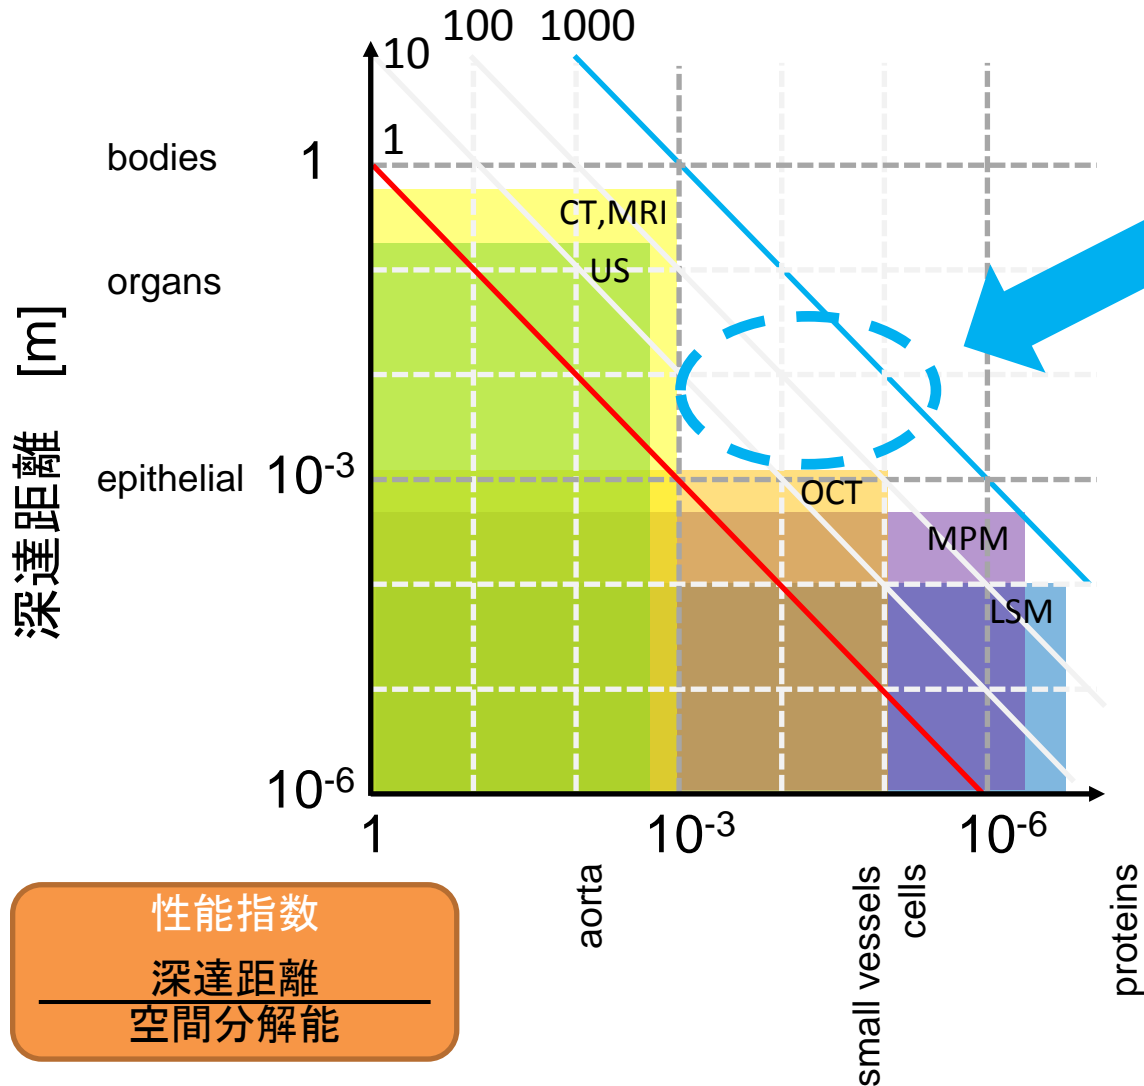 100 1000
10
1
bodies 1
CT,MRI
US
organs
深達距離 [m]
epithelial 10-3
OCT
MPM
LSM
10-6
1 10-3 10-6
aorta
small vessels
cells
proteins
性能指数
深達距離
空間分解能